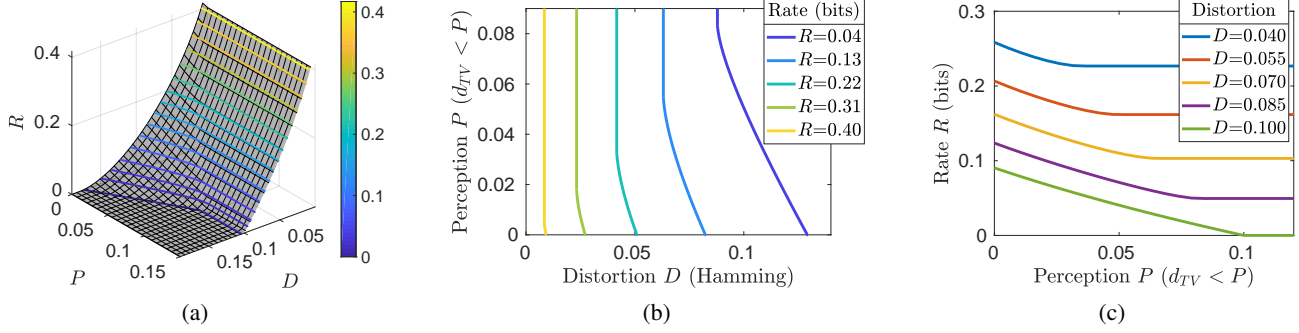 0.4
0.2
0
R
0
0.05
0.1
0.15
P
0.15
0.1
0.05
D
0.4
0.3
0.2
0.1
0
(a)
Perception P (d_TV < P)
0.08
0.06
0.04
0.02
0
0
0.05
0.1
Distortion D (Hamming)
Rate (bits)
R=0.04
R=0.13
R=0.22
R=0.31
R=0.40
(b)
Rate R (bits)
0.3
0.2
0.1
0
0
0.05
0.1
Perception P (d_TV < P)
Distortion
D=0.040
D=0.055
D=0.070
D=0.085
D=0.100
(c)